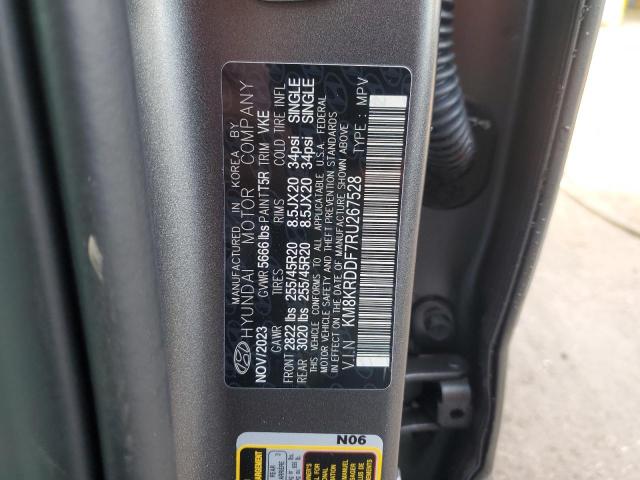 MANUFACTURED IN KOREA BY
HYUNDAI MOTOR COMPANY
NOV/2023 GVWR 5666 lbs PAINT T5R TRIM VKE
GAWR TIRES RIMS COLD TIRE INFL
FRONT 2822 lbs 255/45R20 8.5JX20 34psi SINGLE
REAR 3020 lbs 255/45R20 8.5JX20 34psi SINGLE
THIS VEHICLE CONFORMS TO ALL APPLICABLE U.S.A. FEDERAL
MOTOR VEHICLE SAFETY AND THEFT PREVENTION STANDARDS
IN EFFECT ON THE DATE OF MANUFACTURE SHOWN ABOVE
V.I.N : KM8KRDDF7RU267528 TYPE : MPV
N06